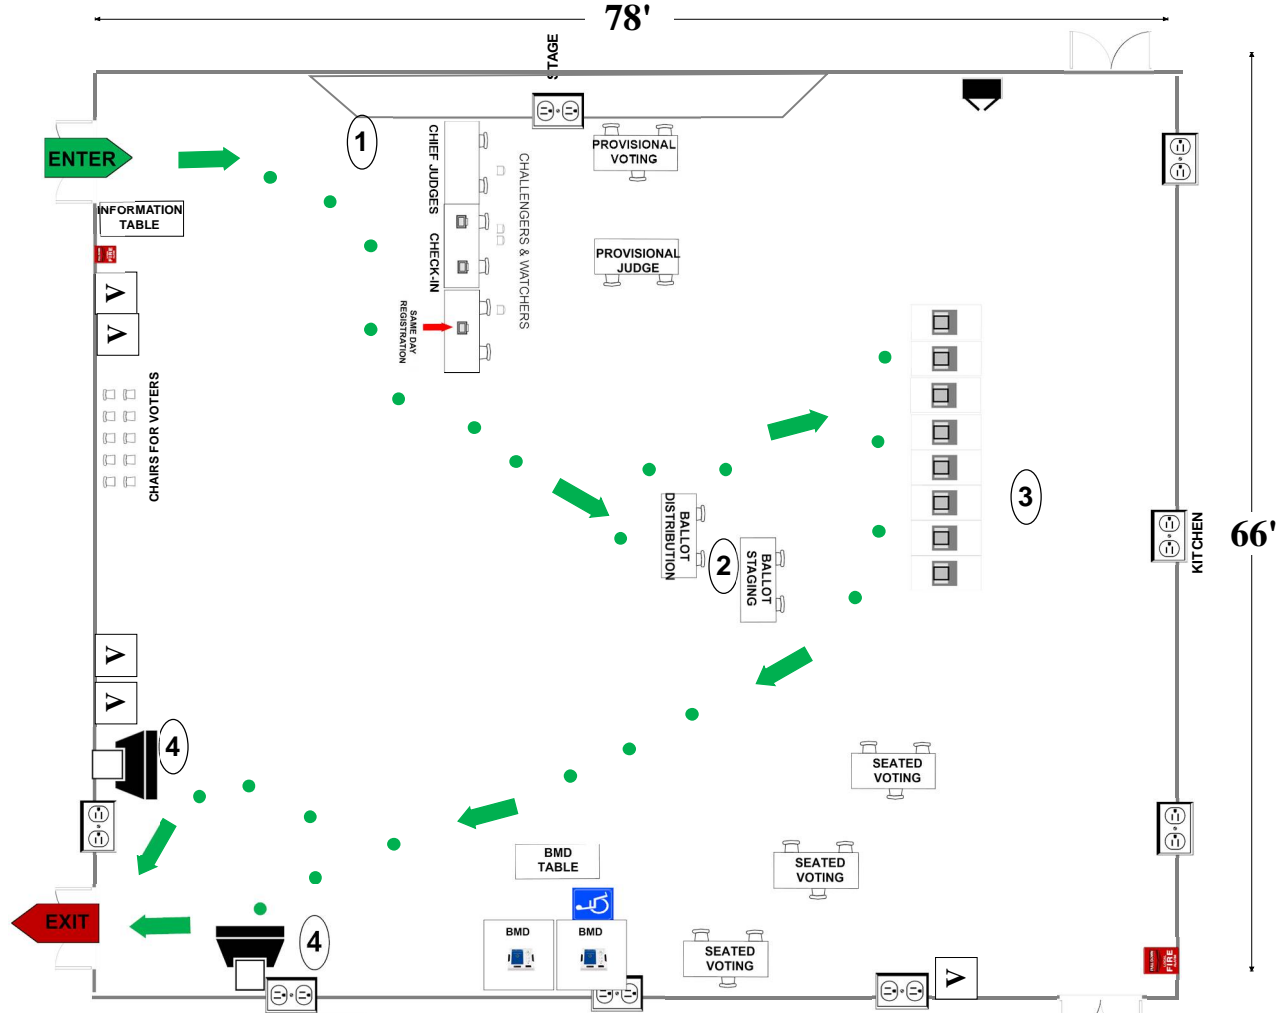 78'
STAGE
ENTER
1
CHIEF JUDGES
CHALLENGERS & WATCHERS
PROVISIONAL
VOTING
INFORMATION
TABLE
CHECK-IN
PROVISIONAL
JUDGE
FIRE
V
V
SAME DAY
REGISTRATION
CHAIRS FOR VOTERS
BALLOT
DISTRIBUTION
2
BALLOT
STAGING
3
KITCHEN
66'
V
V
4
SEATED
VOTING
BMD
TABLE
SEATED
VOTING
EXIT
4
BMD
BMD
SEATED
VOTING
V
FIRE